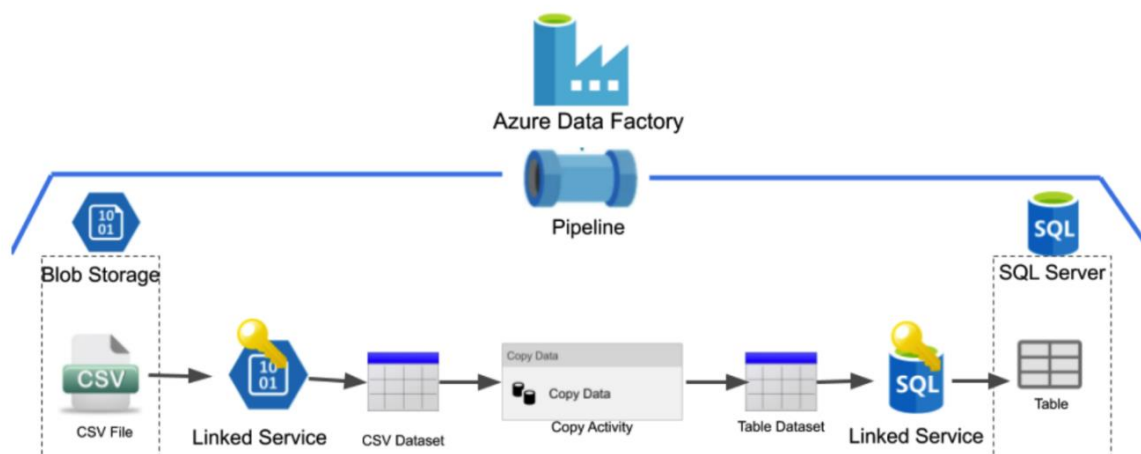 Azure Data Factory
Pipeline
10
01
Blob Storage
SQL
SQL Server
CSV
CSV File
10
01
Linked Service
CSV Dataset
Copy Data
Copy Data
Copy Activity
Table Dataset
SQL
Linked Service
Table